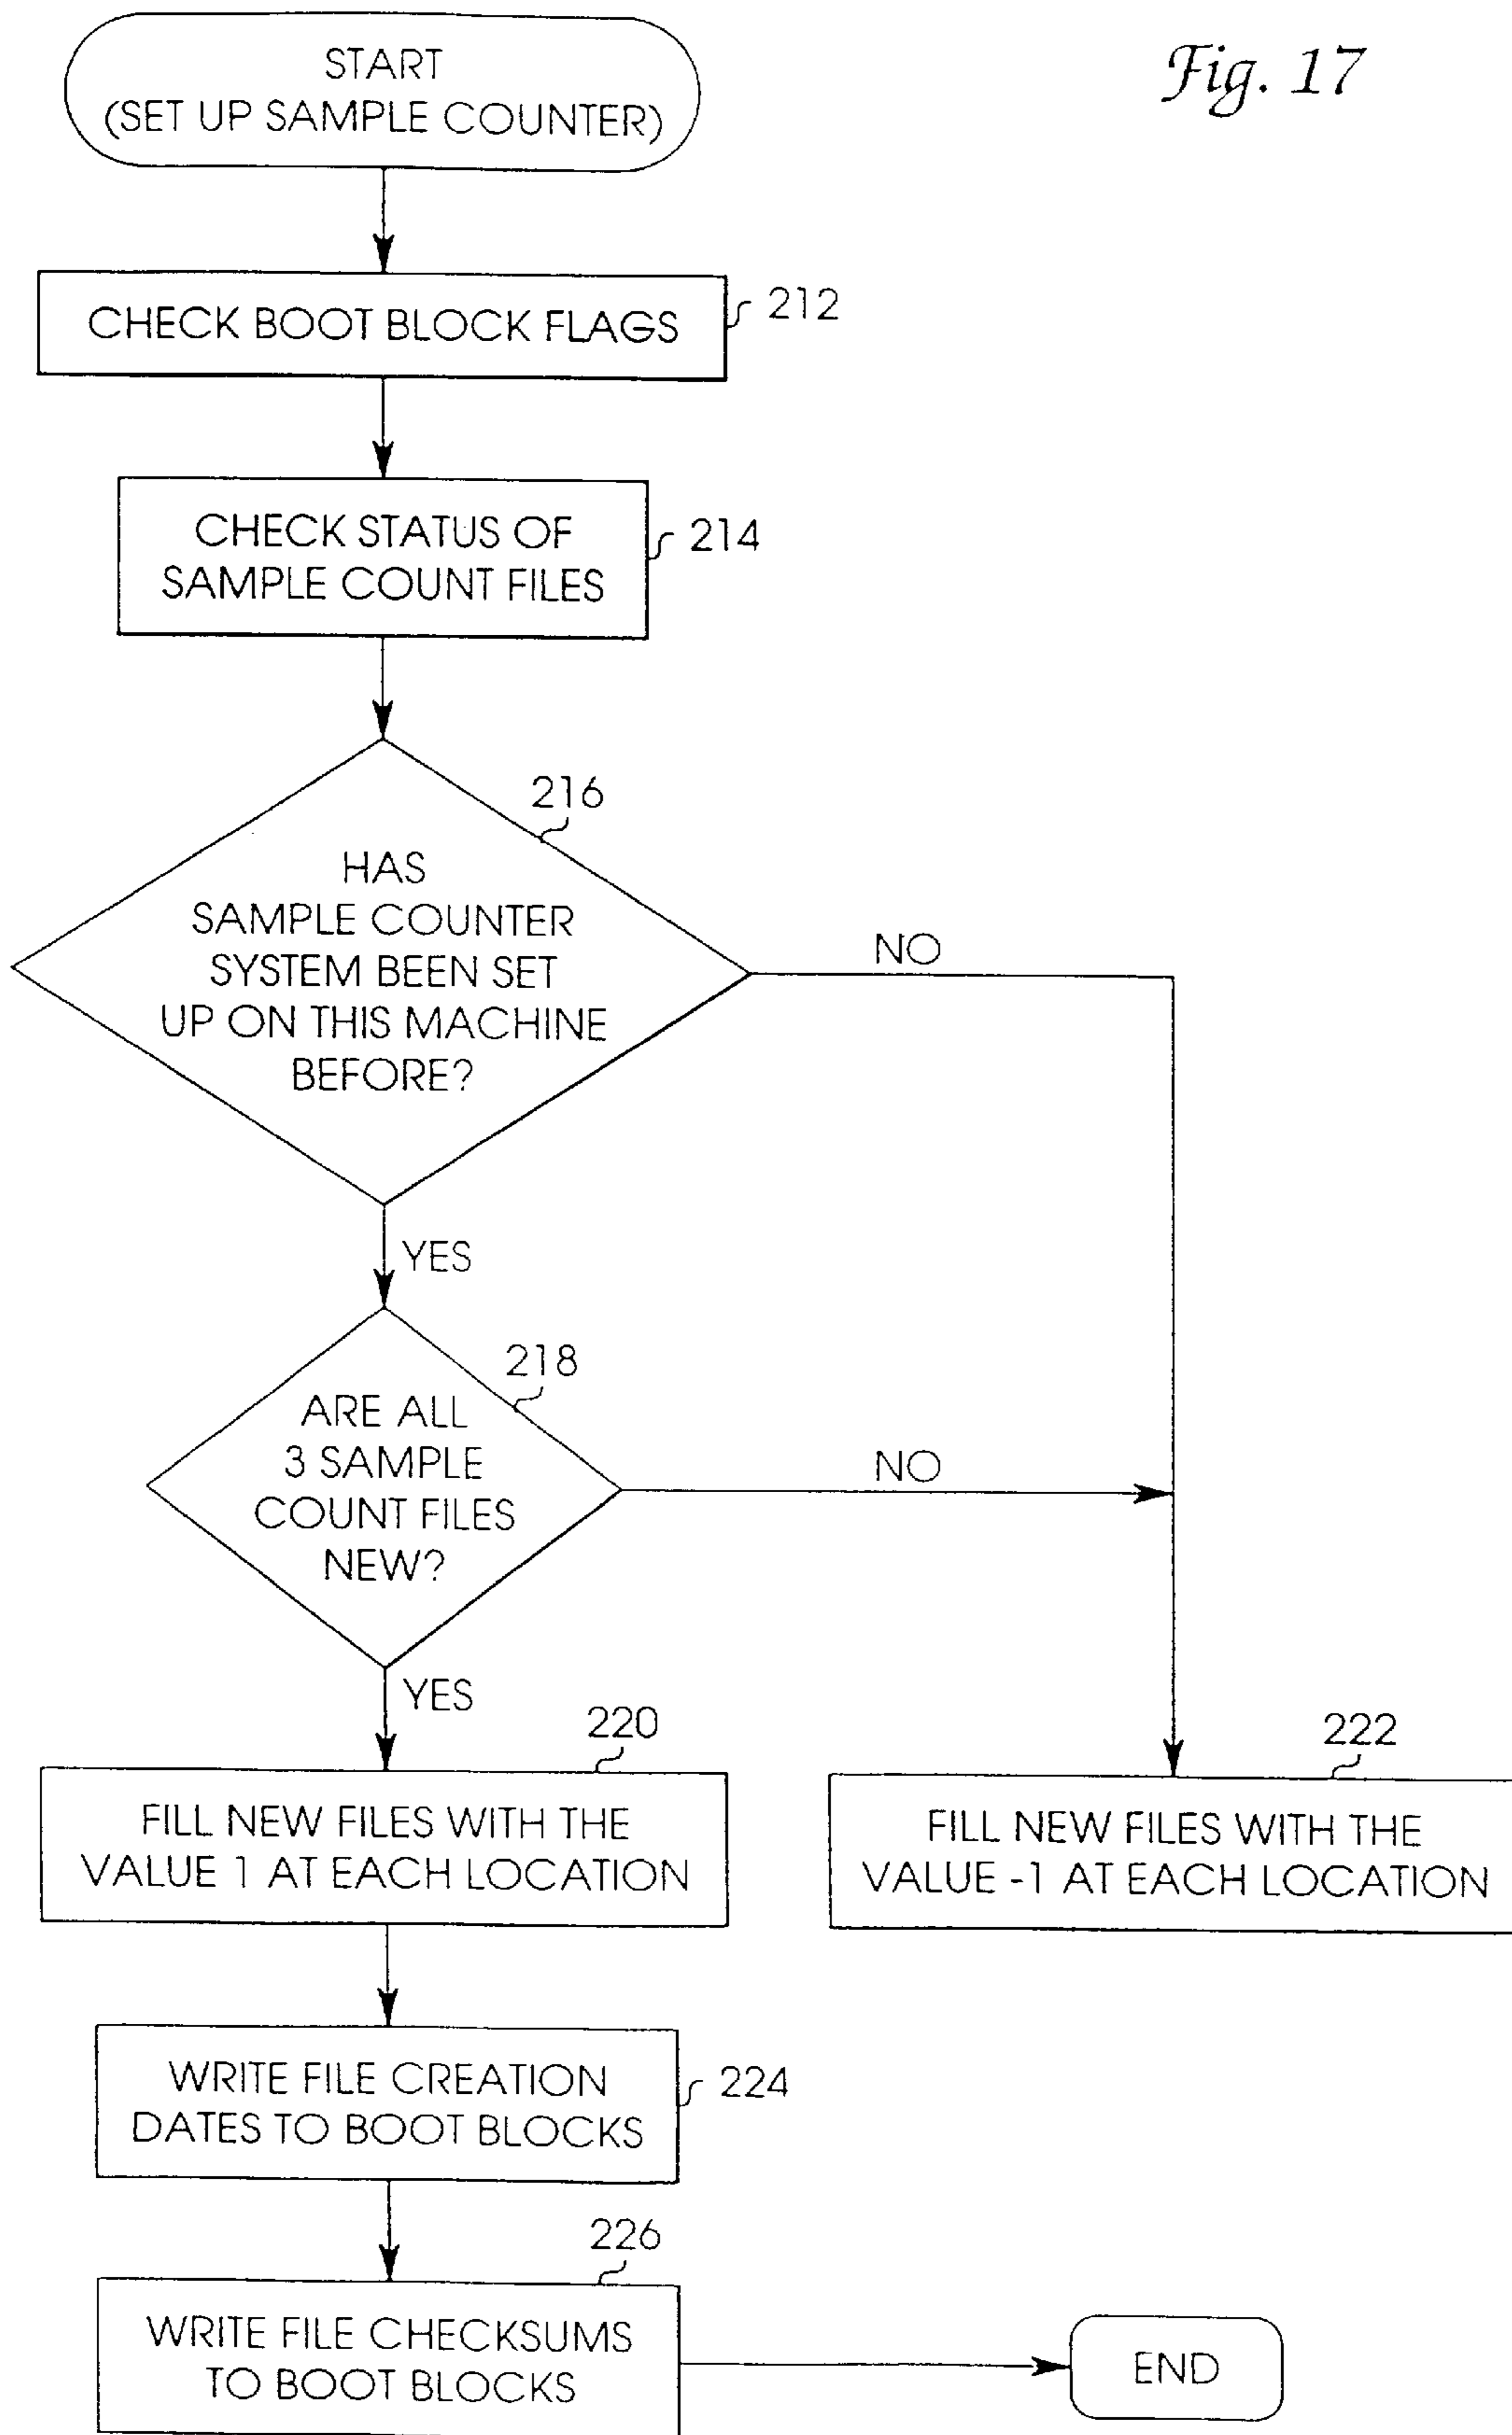 Fig. 17
START
(SET UP SAMPLE COUNTER)
CHECK BOOT BLOCK FLAGS
212
CHECK STATUS OF
SAMPLE COUNT FILES
214
216
HAS
SAMPLE COUNTER
SYSTEM BEEN SET
UP ON THIS MACHINE
BEFORE?
NO
YES
218
ARE ALL
3 SAMPLE
COUNT FILES
NEW?
NO
YES
220
FILL NEW FILES WITH THE
VALUE 1 AT EACH LOCATION
222
FILL NEW FILES WITH THE
VALUE -1 AT EACH LOCATION
WRITE FILE CREATION
DATES TO BOOT BLOCKS
224
226
WRITE FILE CHECKSUMS
TO BOOT BLOCKS
END